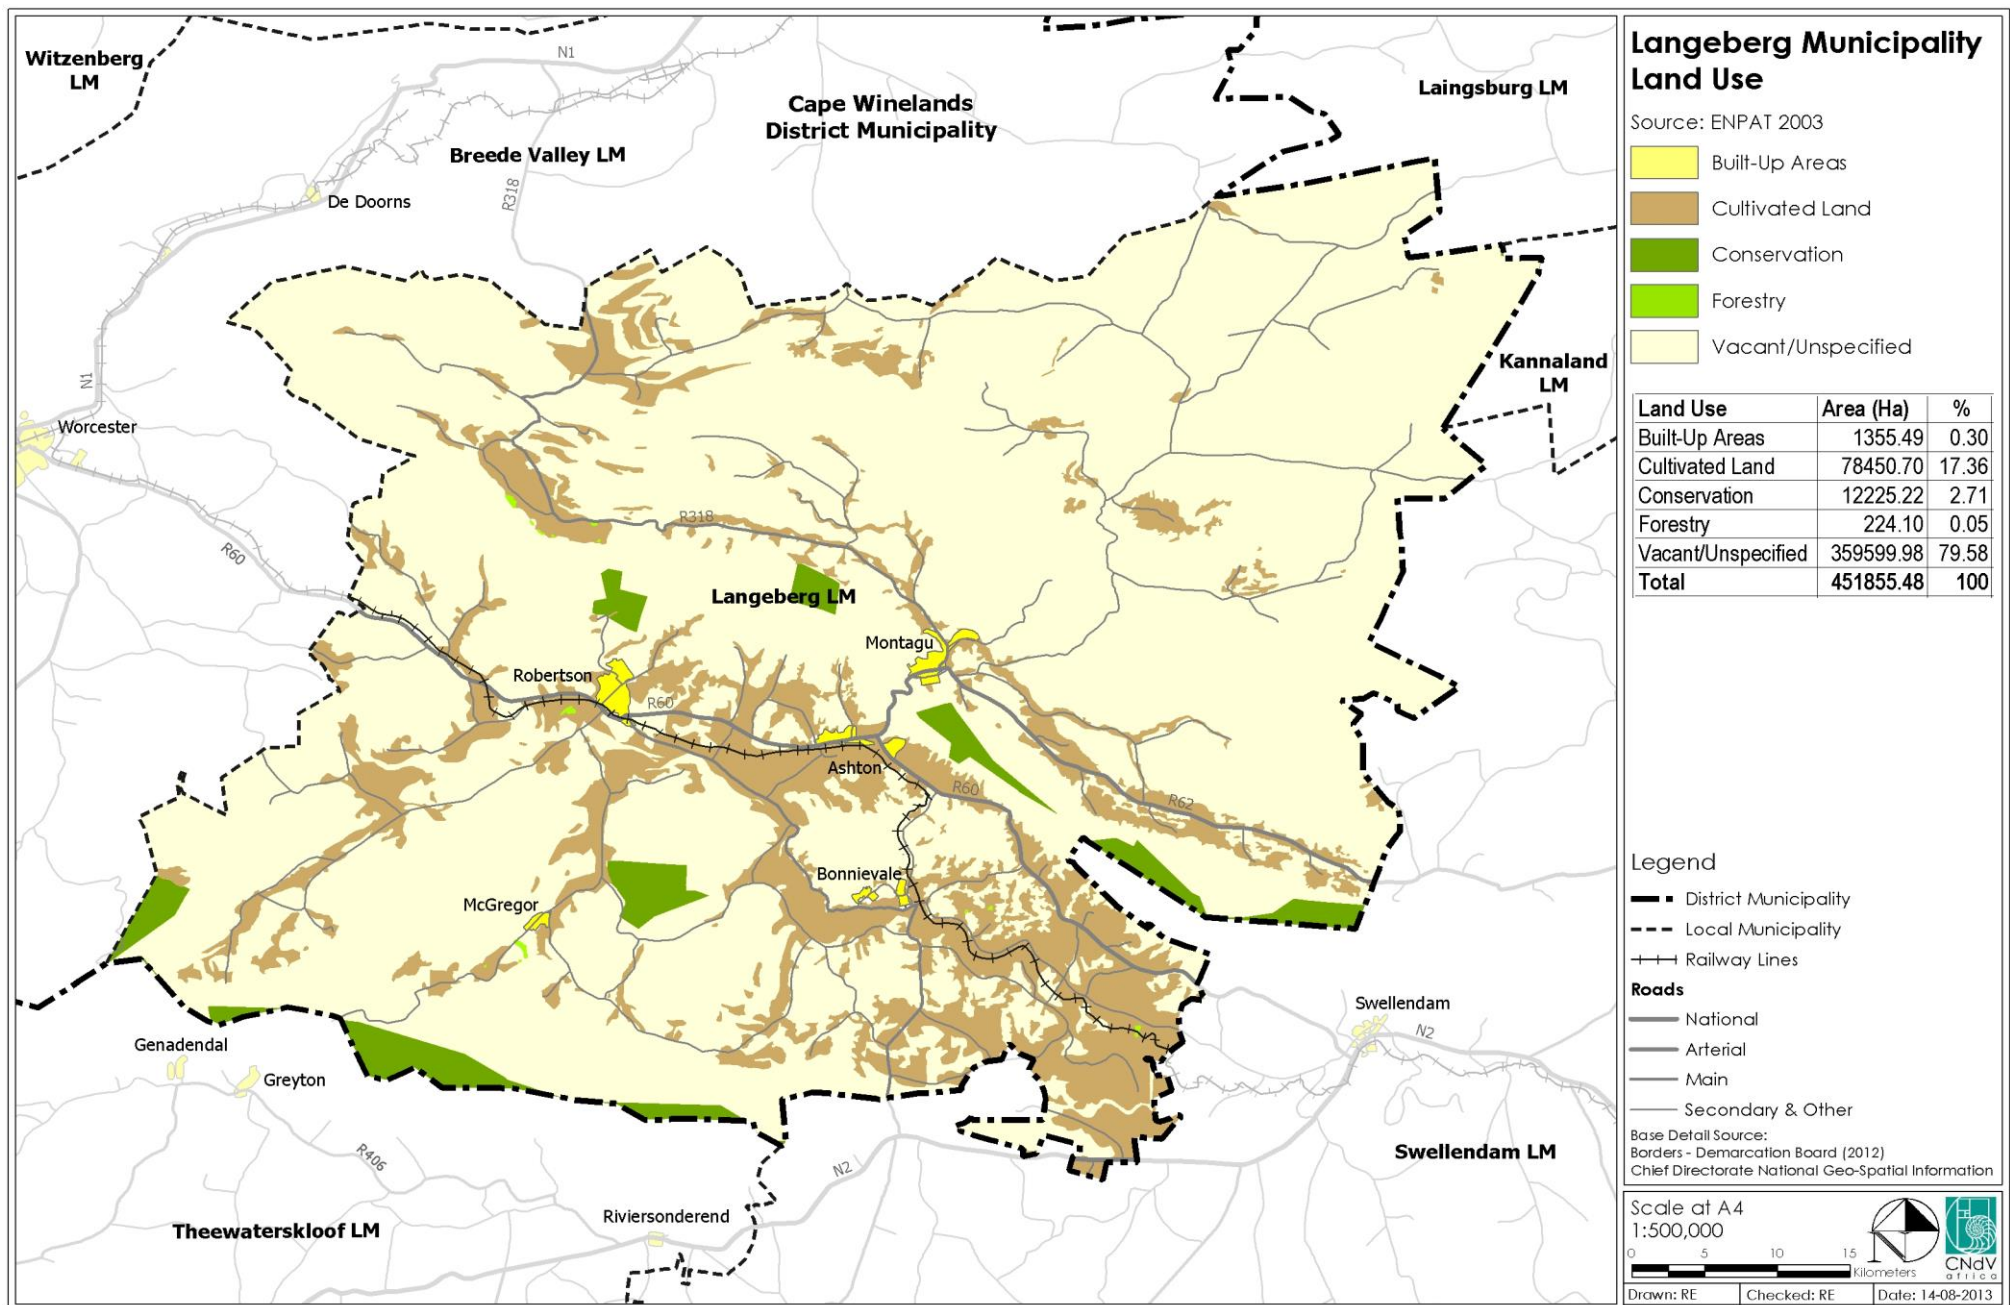 Witzenberg
LM
N1
Cape Winelands
District Municipality
Laingsburg LM
Breede Valley LM
R318
De Doorns
N1
Kannaland
LM
Worcester
R60
R318
Langeberg LM
Montagu
Robertson
R60
Ashton
R60
R62
Bonnievale
McGregor
Swellendam
N2
Genadendal
Greyton
R406
N2
Swellendam LM
Riviersonderend
Theewaterskloof LM
Langeberg Municipality
Land Use
Source: ENPAT 2003
Built-Up Areas
Cultivated Land
Conservation
Forestry
Vacant/Unspecified
Land Use Area (Ha) %
Built-Up Areas 1355.49 0.30
Cultivated Land 78450.70 17.36
Conservation 12225.22 2.71
Forestry 224.10 0.05
Vacant/Unspecified 359599.98 79.58
Total 451855.48 100
Legend
District Municipality
Local Municipality
Railway Lines
Roads
National
Arterial
Main
Secondary & Other
Base Detail Source:
Borders - Demarcation Board (2012)
Chief Directorate National Geo-Spatial Information
Scale at A4
1:500,000
0 5 10 15
Kilometers
N
CNdV
africa
Drawn: RE Checked: RE Date: 14-08-2013